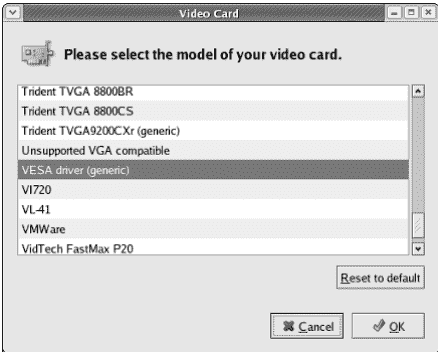 Video Card
Please select the model of your video card.
Trident TVGA 8800BR
Trident TVGA 8800CS
Trident TVGA9200CXr (generic)
Unsupported VGA compatible
VESA driver (generic)
VI720
VL-41
VMWare
VidTech FastMax P20
Reset to default
Cancel
OK